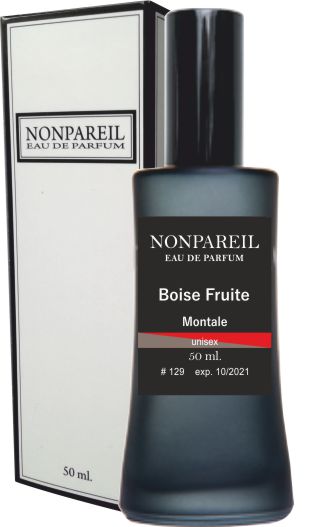 NONPAREIL
EAU DE PARFUM
50 ml.
NONPAREIL
EAU DE PARFUM
Boise Fruite
Montale
unisex
50 ml.
# 129 exp. 10/2021